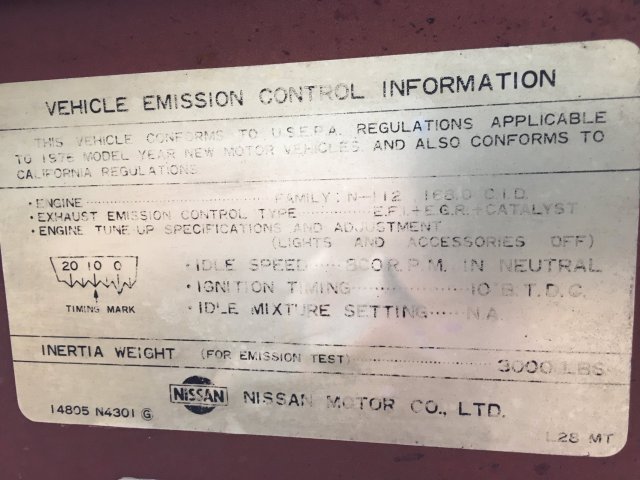 VEHICLE EMISSION CONTROL INFORMATION
THIS VEHICLE CONFORMS TO U.S.E.P.A. REGULATIONS APPLICABLE
TO 1976 MODEL YEAR NEW MOTOR VEHICLES AND ALSO CONFORMS TO
CALIFORNIA REGULATIONS
• ENGINE FAMILY: N-112 168.0 C.I.D.
• EXHAUST EMISSION CONTROL TYPE E.F.I.+E.G.R.+CATALYST
• ENGINE TUNE-UP SPECIFICATIONS AND ADJUSTMENT
(LIGHTS AND ACCESSORIES OFF)
20 10 0
TIMING MARK
• IDLE SPEED 800 R.P.M. IN NEUTRAL
• IGNITION TIMING 10° B.T.D.C.
• IDLE MIXTURE SETTING N.A.
INERTIA WEIGHT (FOR EMISSION TEST) 3000 LBS
14805 N4301 G
NISSAN NISSAN MOTOR CO., LTD.
L28 MT